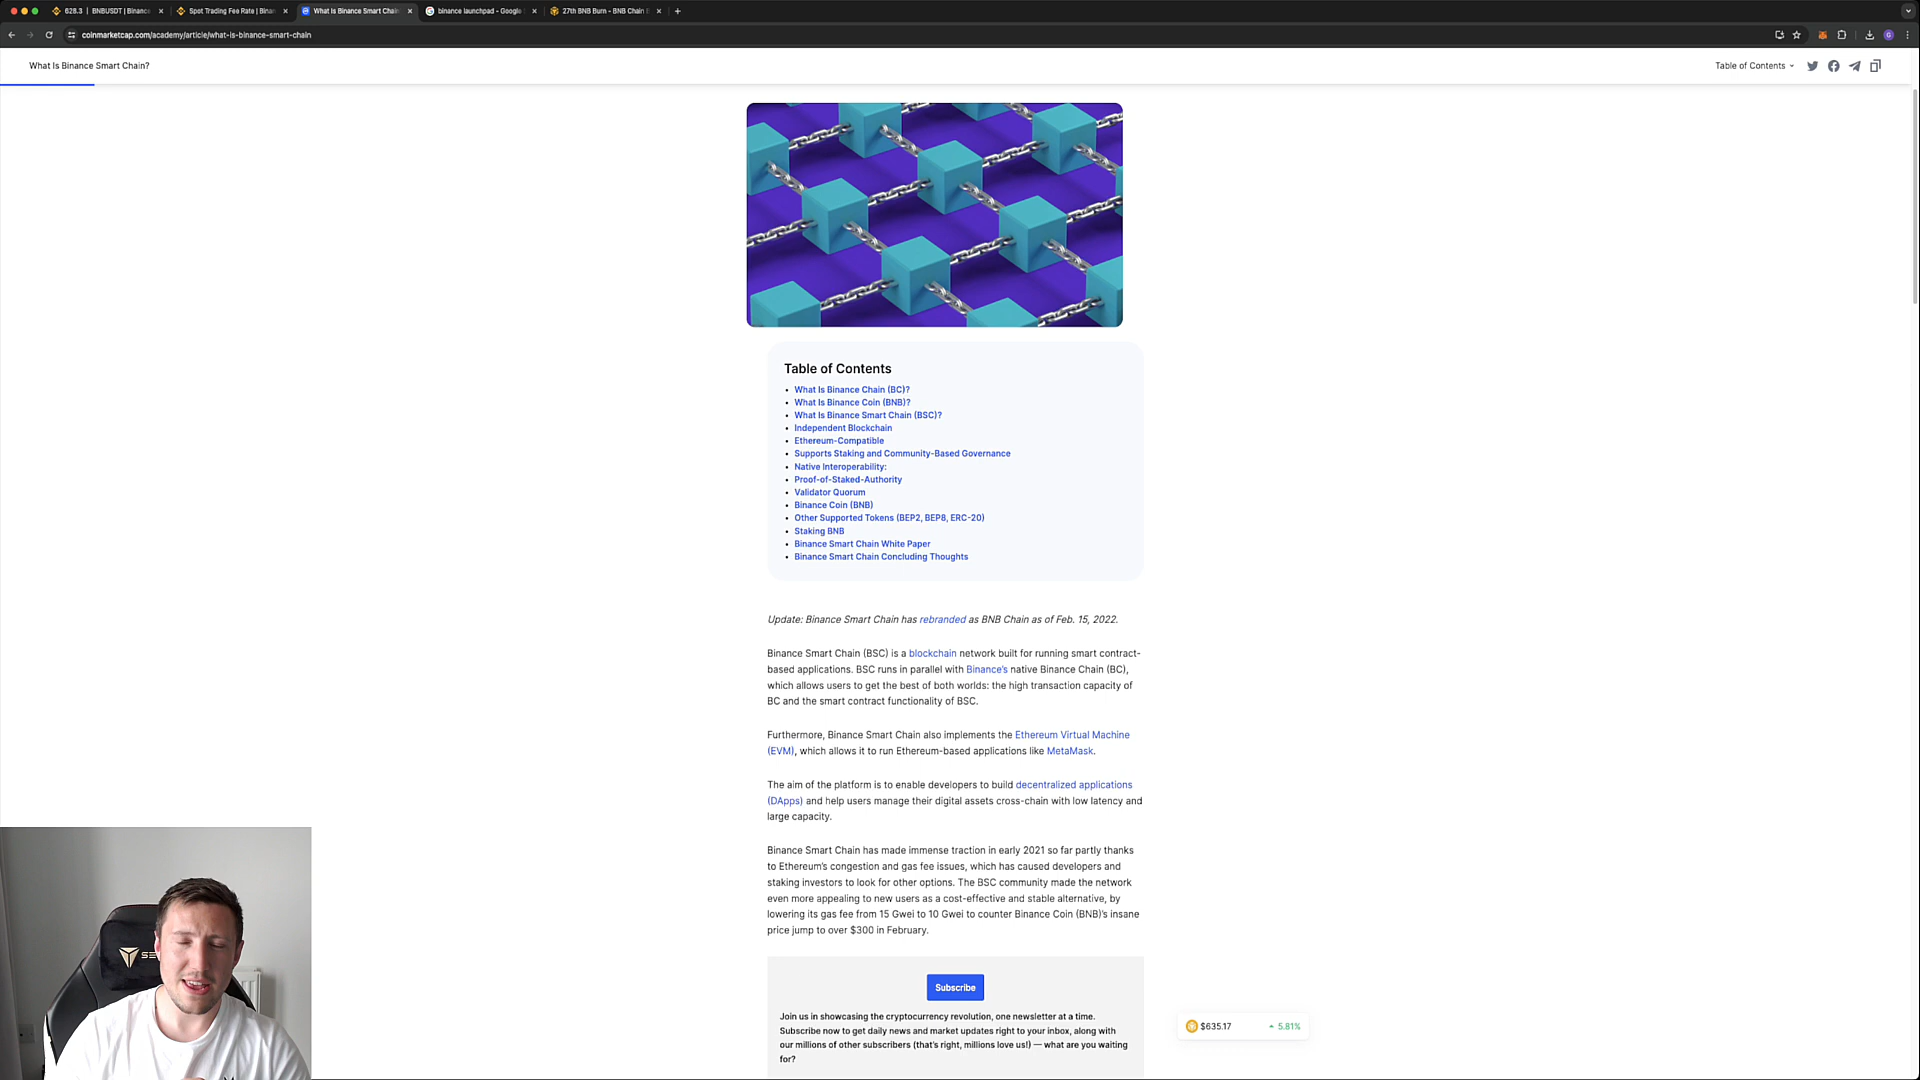 628.3 | BNBUSDT | Binance
Spot Trading Fee Rate | Binan
What Is Binance Smart Chain
binance launchpad - Google
27th BNB Burn - BNB Chain
coinmarketcap.com/academy/article/what-is-binance-smart-chain
What Is Binance Smart Chain?
Table of Contents
Table of Contents
What Is Binance Chain (BC)?
What Is Binance Coin (BNB)?
What Is Binance Smart Chain (BSC)?
Independent Blockchain
Ethereum-Compatible
Supports Staking and Community-Based Governance
Native Interoperability:
Proof-of-Staked-Authority
Validator Quorum
Binance Coin (BNB)
Other Supported Tokens (BEP2, BEP8, ERC-20)
Staking BNB
Binance Smart Chain White Paper
Binance Smart Chain Concluding Thoughts
Update: Binance Smart Chain has rebranded as BNB Chain as of Feb. 15, 2022.
Binance Smart Chain (BSC) is a blockchain network built for running smart contract-
based applications. BSC runs in parallel with Binance's native Binance Chain (BC),
which allows users to get the best of both worlds: the high transaction capacity of
BC and the smart contract functionality of BSC.
Furthermore, Binance Smart Chain also implements the Ethereum Virtual Machine
(EVM), which allows it to run Ethereum-based applications like MetaMask.
The aim of the platform is to enable developers to build decentralized applications
(DApps) and help users manage their digital assets cross-chain with low latency and
large capacity.
Binance Smart Chain has made immense traction in early 2021 so far partly thanks
to Ethereum's congestion and gas fee issues, which has caused developers and
staking investors to look for other options. The BSC community made the network
even more appealing to new users as a cost-effective and stable alternative, by
lowering its gas fee from 15 Gwei to 10 Gwei to counter Binance Coin (BNB)'s insane
price jump to over $300 in February.
Subscribe
Join us in showcasing the cryptocurrency revolution, one newsletter at a time.
Subscribe now to get daily news and market updates right to your inbox, along with
our millions of other subscribers (that's right, millions love us!) — what are you waiting
for?
$635.17
5.81%